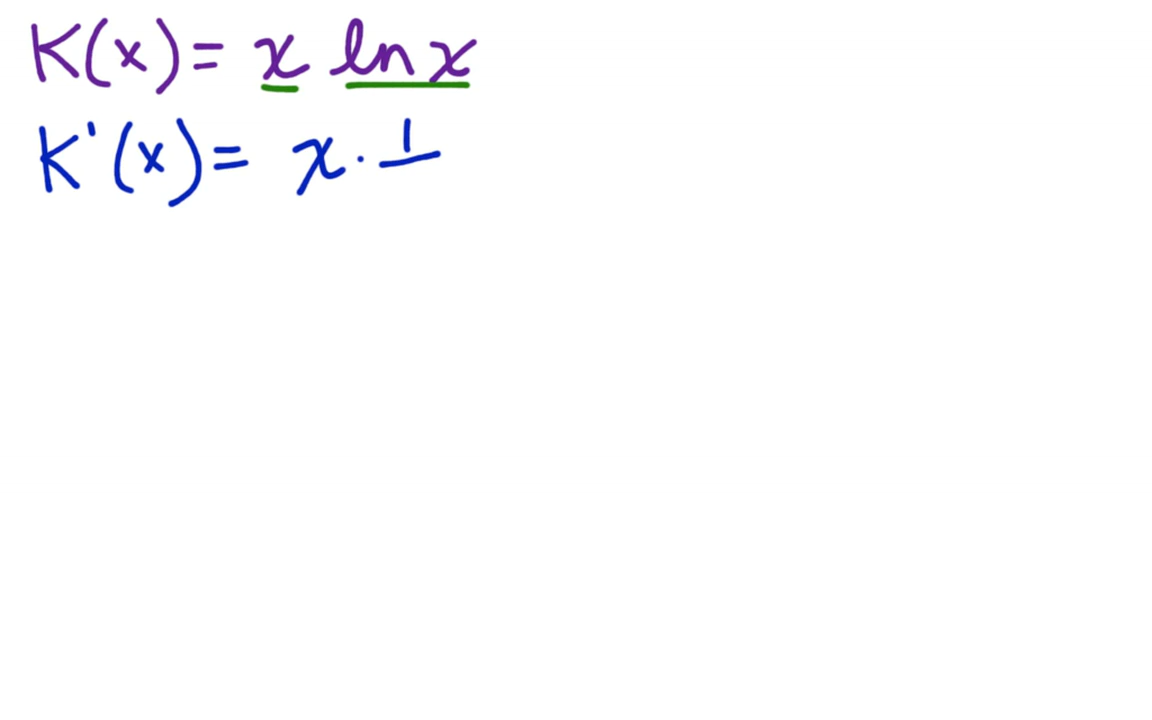 K(x) = x ln x
K'(x) = x · 1/